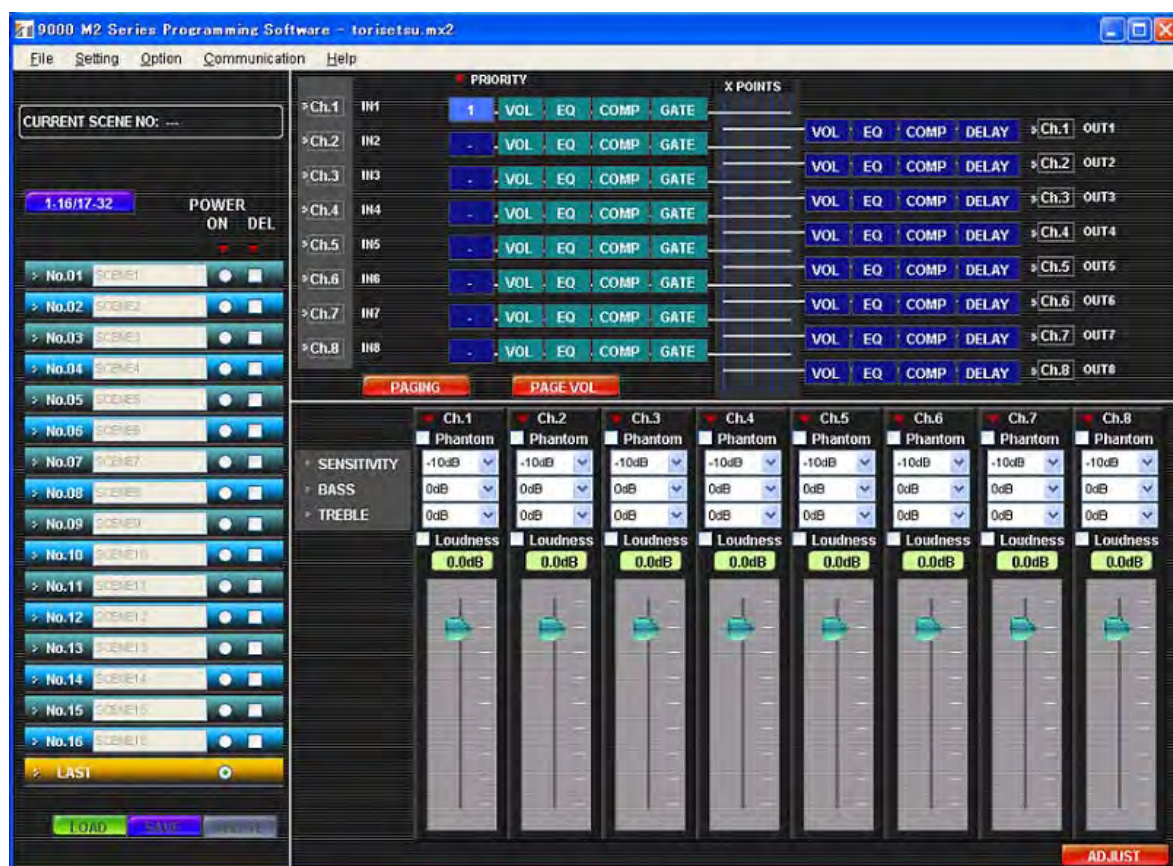 9000 M2 Series Programming Software - torisetsu.mx2
File Setting Option Communication Help
CURRENT SCENE NO: ---
1-16/17-32
POWER
ON DEL
No.01 SCENE1
No.02 SCENE2
No.03 SCENE3
No.04 SCENE4
No.05 SCENE5
No.06 SCENE6
No.07 SCENE7
No.08 SCENE8
No.09 SCENE9
No.10 SCENE10
No.11 SCENE11
No.12 SCENE12
No.13 SCENE13
No.14 SCENE14
No.15 SCENE15
No.16 SCENE16
LAST
LOAD SAVE
PRIORITY
X POINTS
Ch.1 IN1 1 VOL EQ COMP GATE
Ch.2 IN2 - VOL EQ COMP GATE
Ch.3 IN3 - VOL EQ COMP GATE
Ch.4 IN4 - VOL EQ COMP GATE
Ch.5 IN5 - VOL EQ COMP GATE
Ch.6 IN6 - VOL EQ COMP GATE
Ch.7 IN7 - VOL EQ COMP GATE
Ch.8 IN8 - VOL EQ COMP GATE
VOL EQ COMP DELAY Ch.1 OUT1
VOL EQ COMP DELAY Ch.2 OUT2
VOL EQ COMP DELAY Ch.3 OUT3
VOL EQ COMP DELAY Ch.4 OUT4
VOL EQ COMP DELAY Ch.5 OUT5
VOL EQ COMP DELAY Ch.6 OUT6
VOL EQ COMP DELAY Ch.7 OUT7
VOL EQ COMP DELAY Ch.8 OUT8
PAGING PAGE VOL
Ch.1 Ch.2 Ch.3 Ch.4 Ch.5 Ch.6 Ch.7 Ch.8
Phantom Phantom Phantom Phantom Phantom Phantom Phantom Phantom
SENSITIVITY -10dB -10dB -10dB -10dB -10dB -10dB -10dB -10dB
BASS 0dB 0dB 0dB 0dB 0dB 0dB 0dB 0dB
TREBLE 0dB 0dB 0dB 0dB 0dB 0dB 0dB 0dB
Loudness Loudness Loudness Loudness Loudness Loudness Loudness Loudness
0.0dB 0.0dB 0.0dB 0.0dB 0.0dB 0.0dB 0.0dB 0.0dB
ADJUST